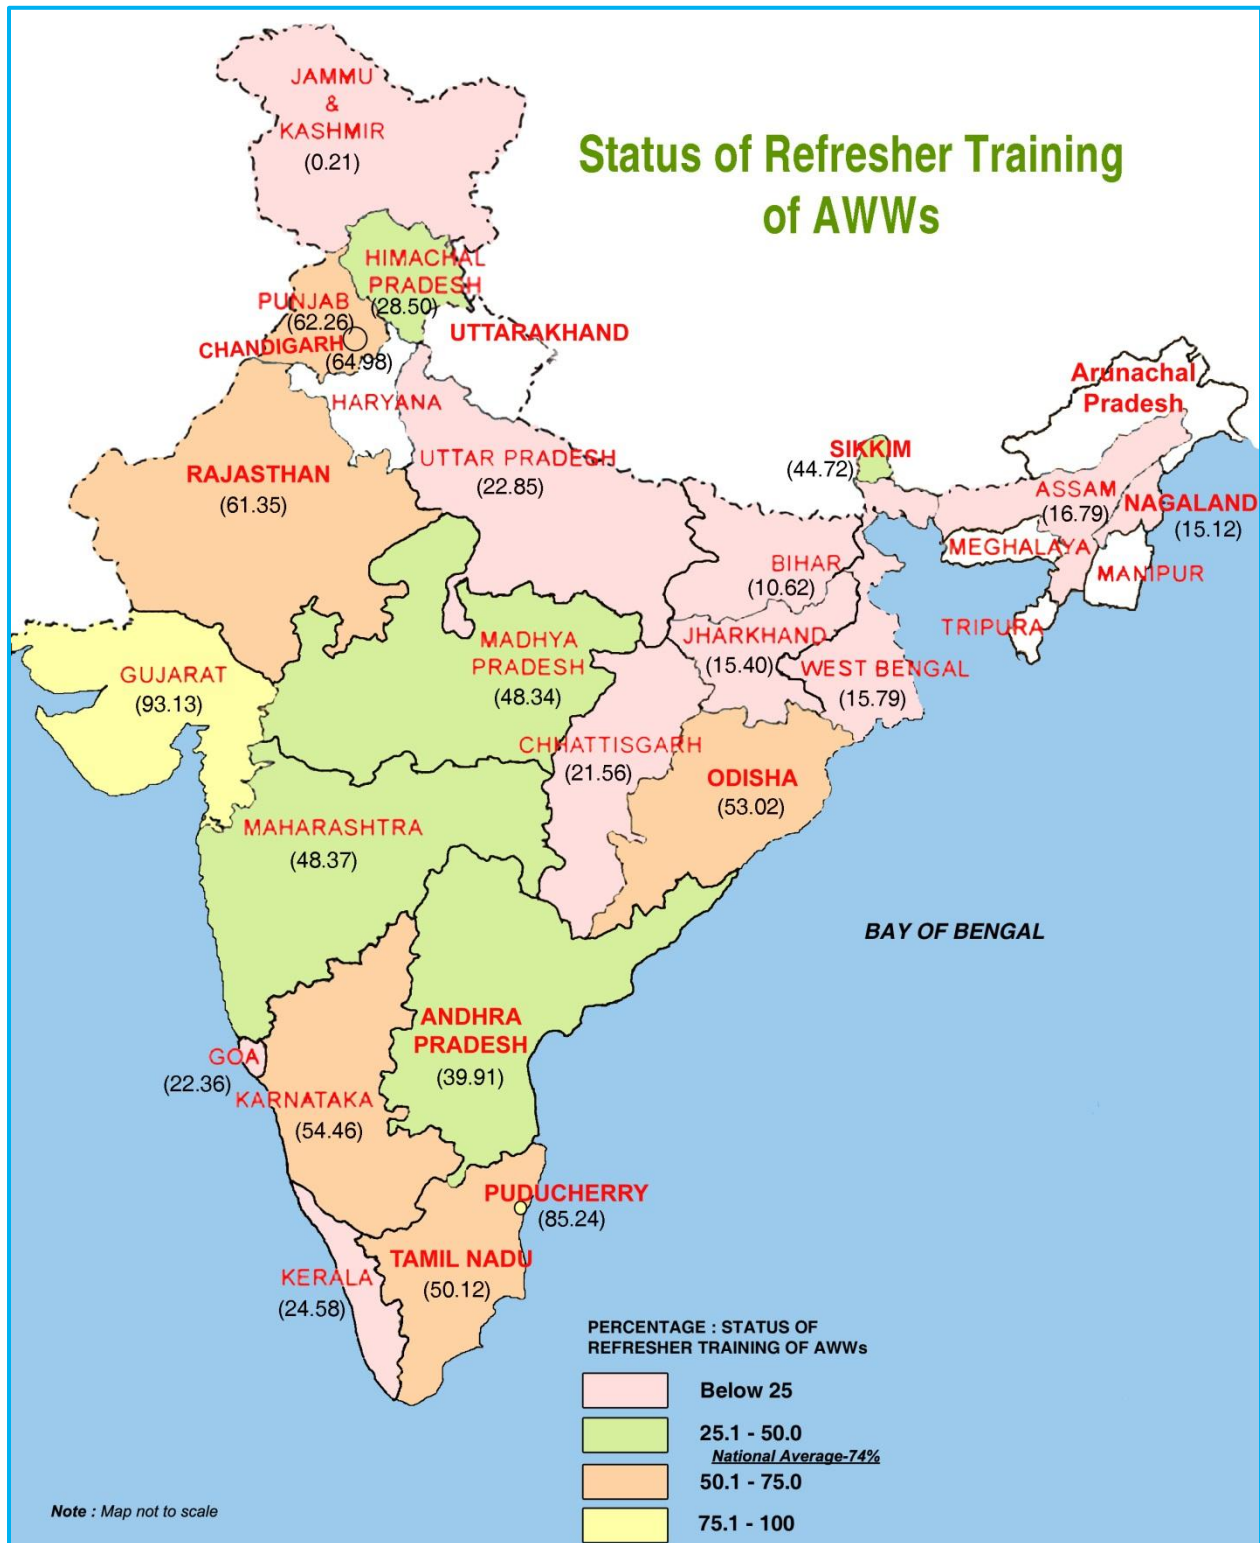 Status of Refresher Training
of AWWs
JAMMU
&
KASHMIR
(0.21)
HIMACHAL
PRADESH
(28.50)
PUNJAB
(62.26)
CHANDIGARH
(64.98)
UTTARAKHAND
HARYANA
Arunachal
Pradesh
RAJASTHAN
(61.35)
UTTAR PRADESH
(22.85)
SIKKIM
(44.72)
ASSAM
(16.79)
NAGALAND
(15.12)
MEGHALAYA
MANIPUR
BIHAR
(10.62)
TRIPURA
JHARKHAND
(15.40)
WEST BENGAL
(15.79)
MADHYA
PRADESH
(48.34)
GUJARAT
(93.13)
CHHATTISGARH
(21.56)
ODISHA
(53.02)
MAHARASHTRA
(48.37)
BAY OF BENGAL
ANDHRA
PRADESH
(39.91)
GOA
(22.36)
KARNATAKA
(54.46)
PUDUCHERRY
(85.24)
TAMIL NADU
(50.12)
KERALA
(24.58)
PERCENTAGE : STATUS OF
REFRESHER TRAINING OF AWWs
Below 25
25.1 - 50.0
National Average-74%
50.1 - 75.0
75.1 - 100
Note : Map not to scale